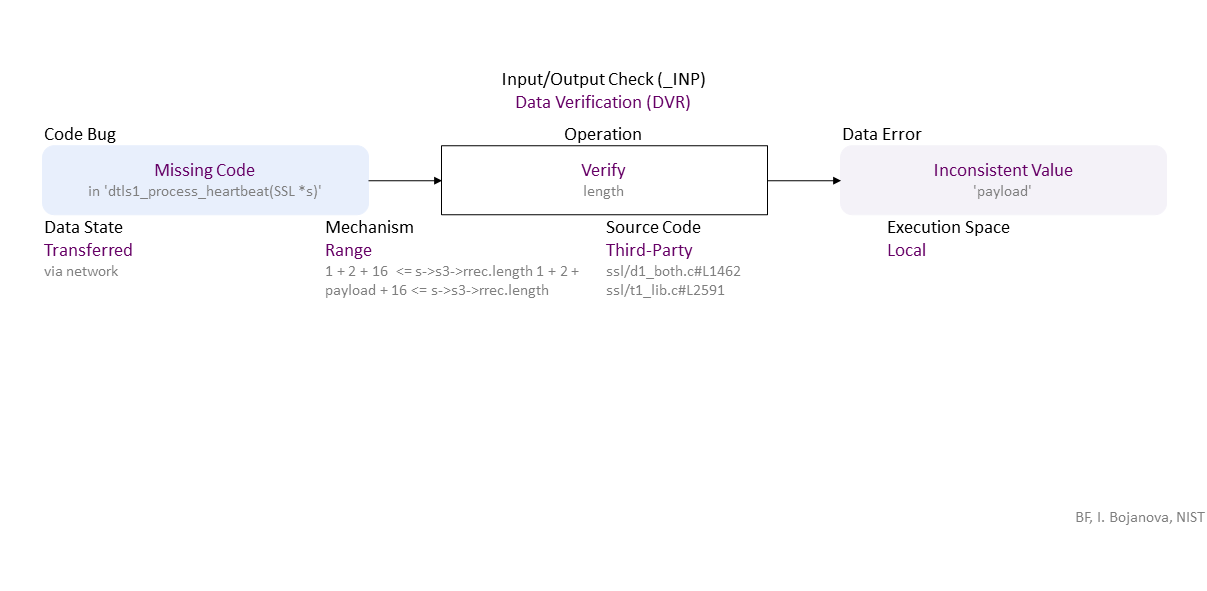 Input/Output Check (_INP)
Data Verification (DVR)
Code Bug
Operation
Data Error
Missing Code
in 'dtls1_process_heartbeat(SSL *s)'
Verify
length
Inconsistent Value
'payload'
Data State
Transferred
via network
Mechanism
Range
1 + 2 + 16  <= s->s3->rrec.length 1 + 2 +
payload + 16 <= s->s3->rrec.length
Source Code
Third-Party
ssl/d1_both.c#L1462
ssl/t1_lib.c#L2591
Execution Space
Local
BF, I. Bojanova, NIST